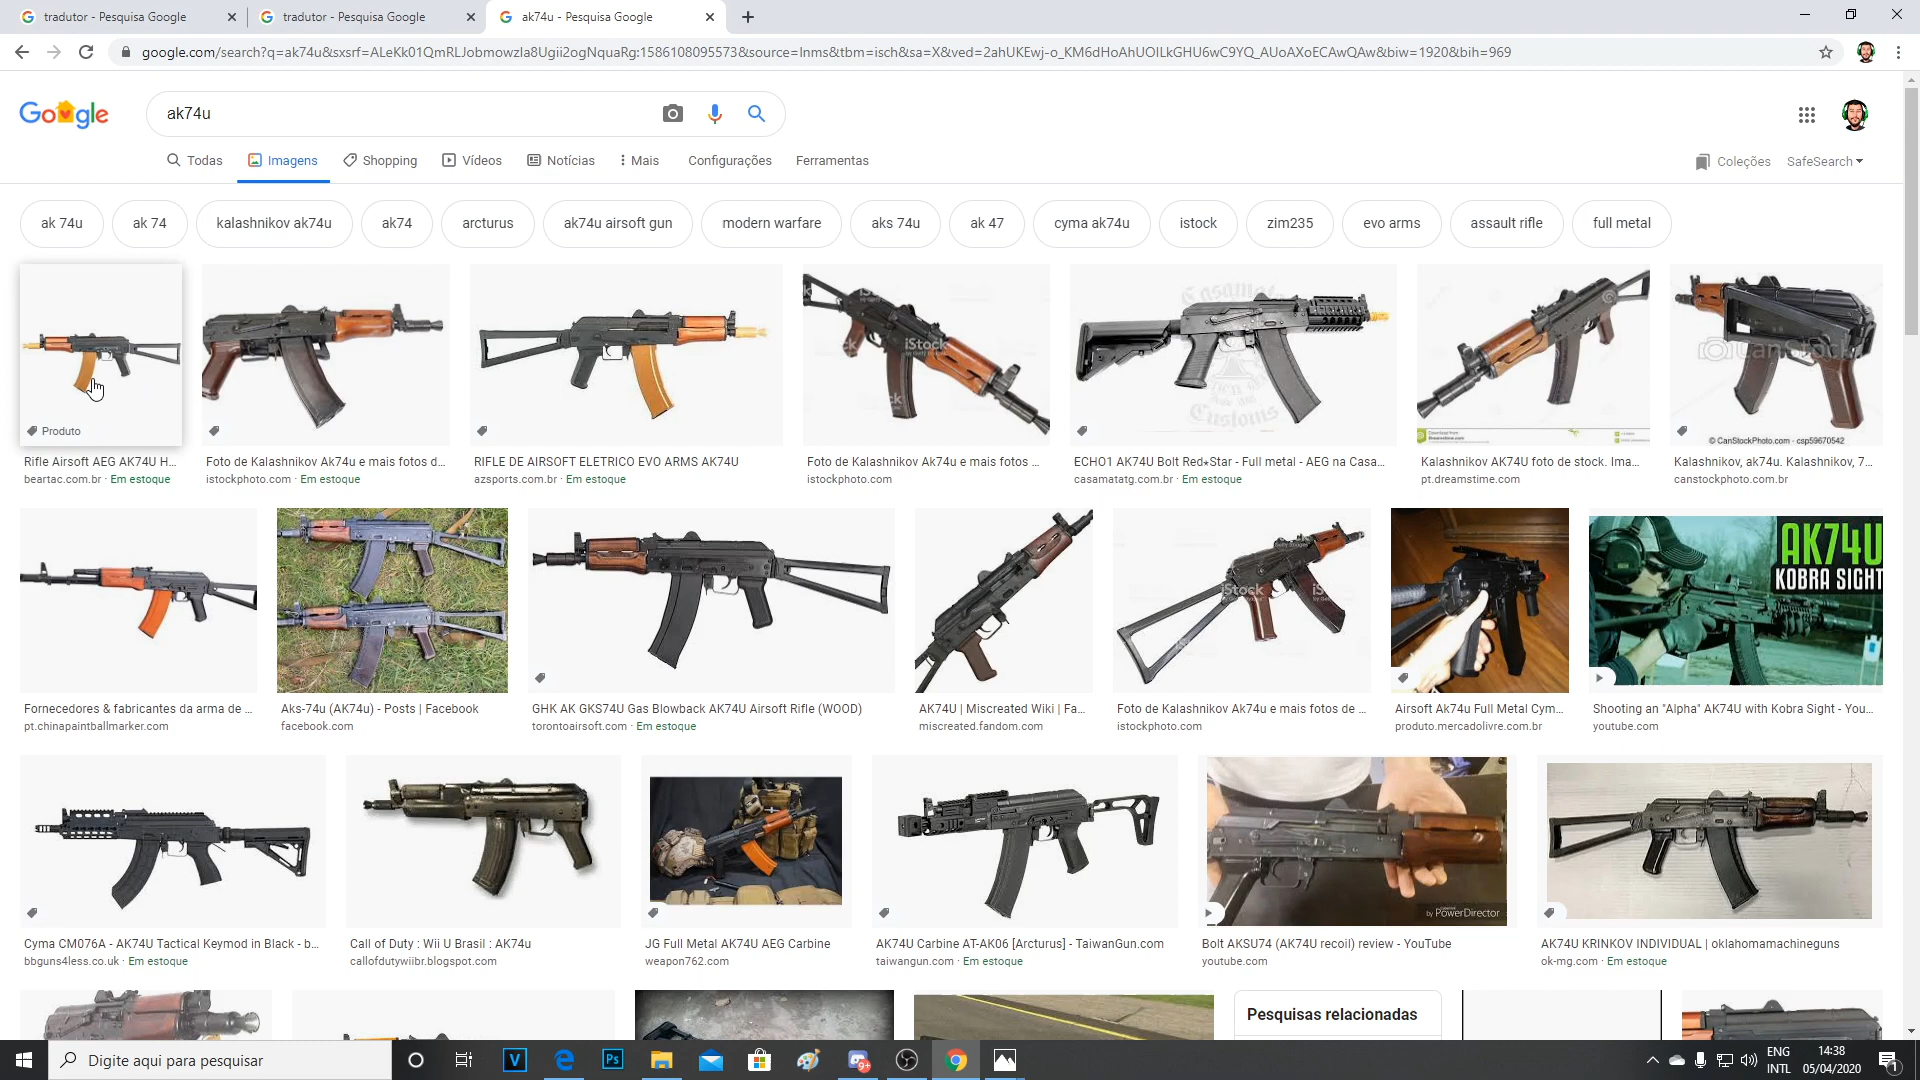 tradutor - Pesquisa Google
tradutor - Pesquisa Google
ak74u - Pesquisa Google
google.com/search?q=ak74u&sxsrf=ALeKk01QmRLJobmowzla8Ugii2ogNquaRg:1586108095573&source=lnms&tbm=isch&sa=X&ved=2ahUKEwj-o_KM6dHoAhUOILkGHU6wC9YQ_AUoAXoECAwQAw&biw=1920&bih=969
Google
ak74u
Todas
Imagens
Shopping
Vídeos
Notícias
Mais
Configurações
Ferramentas
Coleções
SafeSearch
ak 74u
ak 74
kalashnikov ak74u
ak74
arcturus
ak74u airsoft gun
modern warfare
aks 74u
ak 47
cyma ak74u
istock
zim235
evo arms
assault rifle
full metal
Produto
iStock
Casamata
Customs
CanStock
© CanStockPhoto.com - csp59670542
Rifle Airsoft AEG AK74U H...
beartac.com.br · Em estoque
Foto de Kalashnikov Ak74u e mais fotos d...
istockphoto.com · Em estoque
RIFLE DE AIRSOFT ELETRICO EVO ARMS AK74U
azsports.com.br · Em estoque
Foto de Kalashnikov Ak74u e mais fotos ...
istockphoto.com
ECHO1 AK74U Bolt Red★Star - Full metal - AEG na Casa...
casamatatg.com.br · Em estoque
Kalashnikov AK74U foto de stock. Ima...
pt.dreamstime.com
Kalashnikov, ak74u. Kalashnikov, 7...
canstockphoto.com.br
iStock
AK74U
KOBRA SIGHT
Fornecedores & fabricantes da arma de ...
pt.chinapaintballmarker.com
Aks-74u (AK74u) - Posts | Facebook
facebook.com
GHK AK GKS74U Gas Blowback AK74U Airsoft Rifle (WOOD)
torontoairsoft.com · Em estoque
AK74U | Miscreated Wiki | Fa...
miscreated.fandom.com
Foto de Kalashnikov Ak74u e mais fotos de ...
istockphoto.com
Airsoft Ak74u Full Metal Cym...
produto.mercadolivre.com.br
Shooting an "Alpha" AK74U with Kobra Sight - You...
youtube.com
by PowerDirector
Cyma CM076A - AK74U Tactical Keymod in Black - b...
bbguns4less.co.uk · Em estoque
Call of Duty : Wii U Brasil : AK74u
callofdutywiibr.blogspot.com
JG Full Metal AK74U AEG Carbine
weapon762.com
AK74U Carbine AT-AK06 [Arcturus] - TaiwanGun.com
taiwangun.com · Em estoque
Bolt AKSU74 (AK74U recoil) review - YouTube
youtube.com
AK74U KRINKOV INDIVIDUAL | oklahomamachineguns
ok-mg.com · Em estoque
Pesquisas relacionadas
Digite aqui para pesquisar
V
Ps
9+
ENG
INTL
14:38
05/04/2020
1